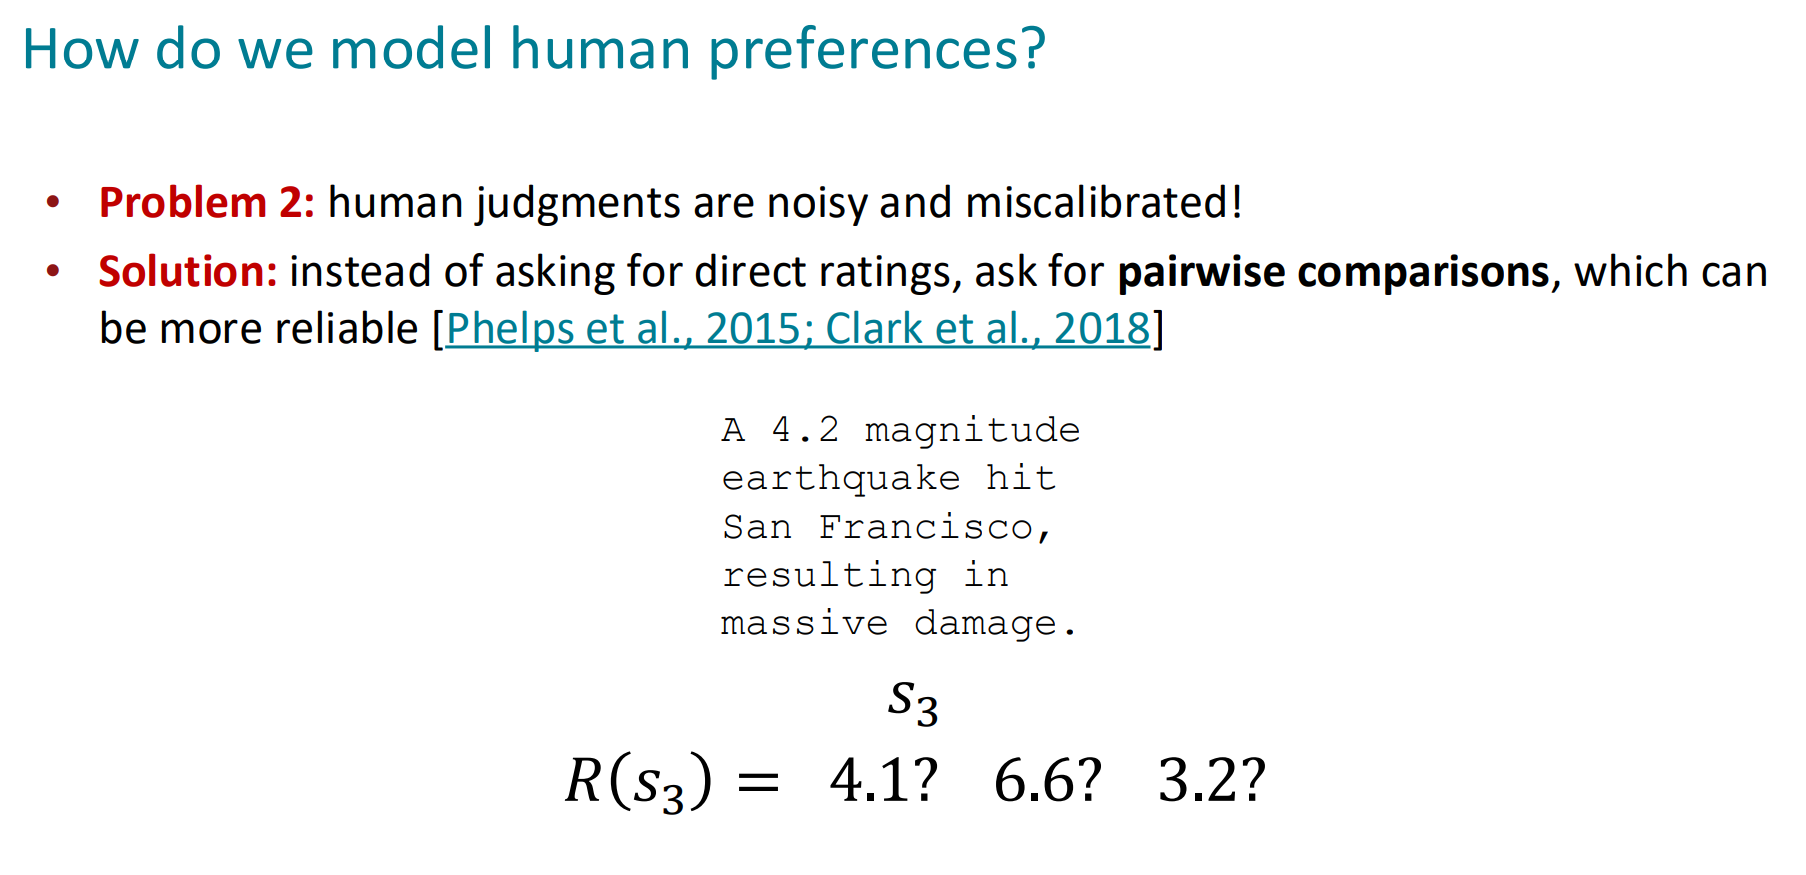 How do we model human preferences?
• Problem 2: human judgments are noisy and miscalibrated!
• Solution: instead of asking for direct ratings, ask for pairwise comparisons, which can
be more reliable [Phelps et al., 2015; Clark et al., 2018]
A 4.2 magnitude
earthquake hit
San Francisco,
resulting in
massive damage.
s₃
R(s₃) = 4.1? 6.6? 3.2?